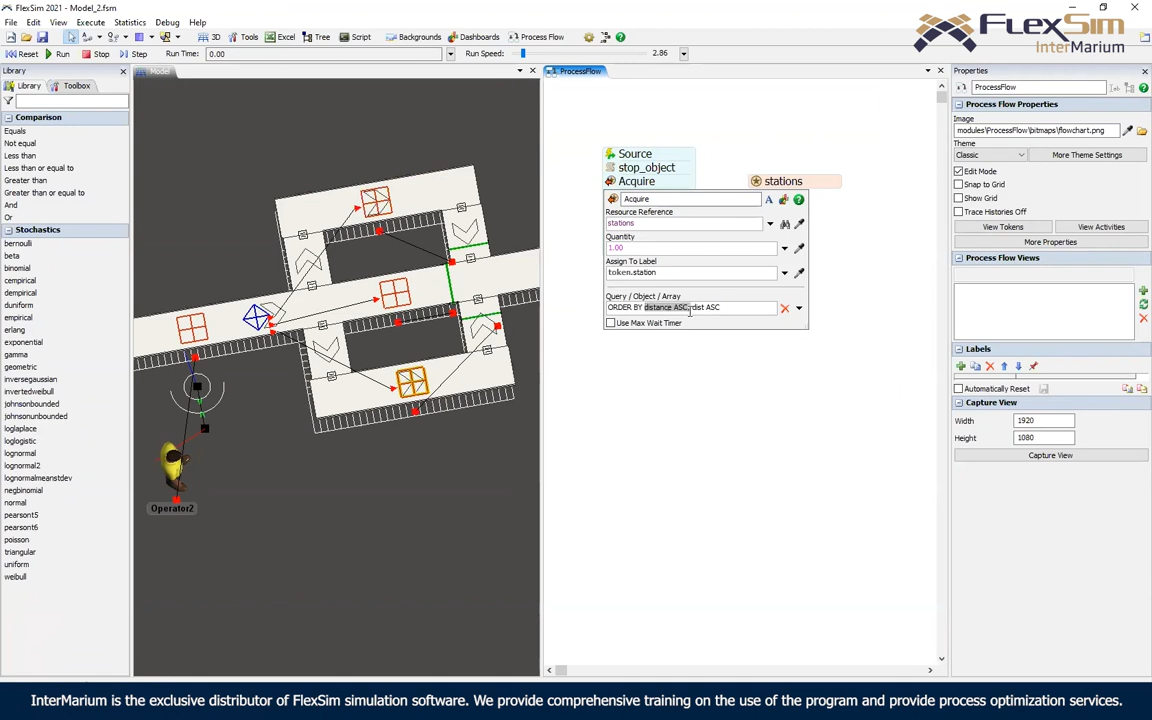 FlexSim 2021 - Model_2.fsm
File Edit View Execute Statistics Debug Help
3D Tools Excel Tree Script Backgrounds Dashboards Process Flow
Reset Run Stop Step Run Time: 0.00 Run Speed: 2.86
FlexSim
InterMarium
Library
Library Toolbox
Comparison
Equals
Not equal
Less than
Less than or equal to
Greater than
Greater than or equal to
And
Or
Stochastics
bernoulli
beta
binomial
cempirical
dempirical
duniform
empirical
erlang
exponential
gamma
geometric
inversegaussian
invertedweibull
johnsonbounded
johnsonunbounded
loglaplace
loglogistic
lognormal
lognormal2
lognormalmeanstdev
negbinomial
normal
pearsont5
pearsont6
poisson
triangular
uniform
weibull
Model
Operator2
ProcessFlow
Source
stop_object
Acquire
stations
Acquire
Resource Reference
stations
Quantity
1.00
Assign To Label
token.station
Query / Object / Array
ORDER BY distance ASC, dist ASC
Use Max Wait Timer
Properties
ProcessFlow
Process Flow Properties
Image
modules\ProcessFlow\bitmaps\flowchart.png
Theme
Classic More Theme Settings
Edit Mode
Snap to Grid
Show Grid
Trace Histories Off
View Tokens View Activities
More Properties
Process Flow Views
Labels
Automatically Reset
Capture View
Width 1920
Height 1080
Capture View
InterMarium is the exclusive distributor of FlexSim simulation software. We provide comprehensive training on the use of the program and provide process optimization services.